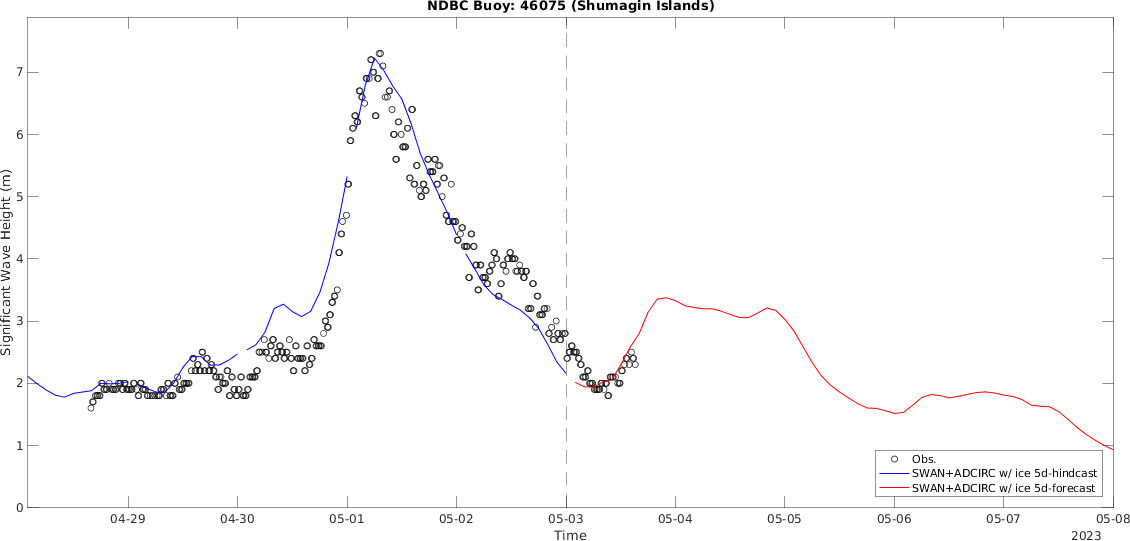 NDBC Buoy: 46075 (Shumagin Islands)
Significant Wave Height (m)
7
6
5
4
3
2
1
0
Obs.
SWAN+ADCIRC w/ ice 5d-hindcast
SWAN+ADCIRC w/ ice 5d-forecast
04-29 04-30 05-01 05-02 05-03 05-04 05-05 05-06 05-07 05-08
Time
2023